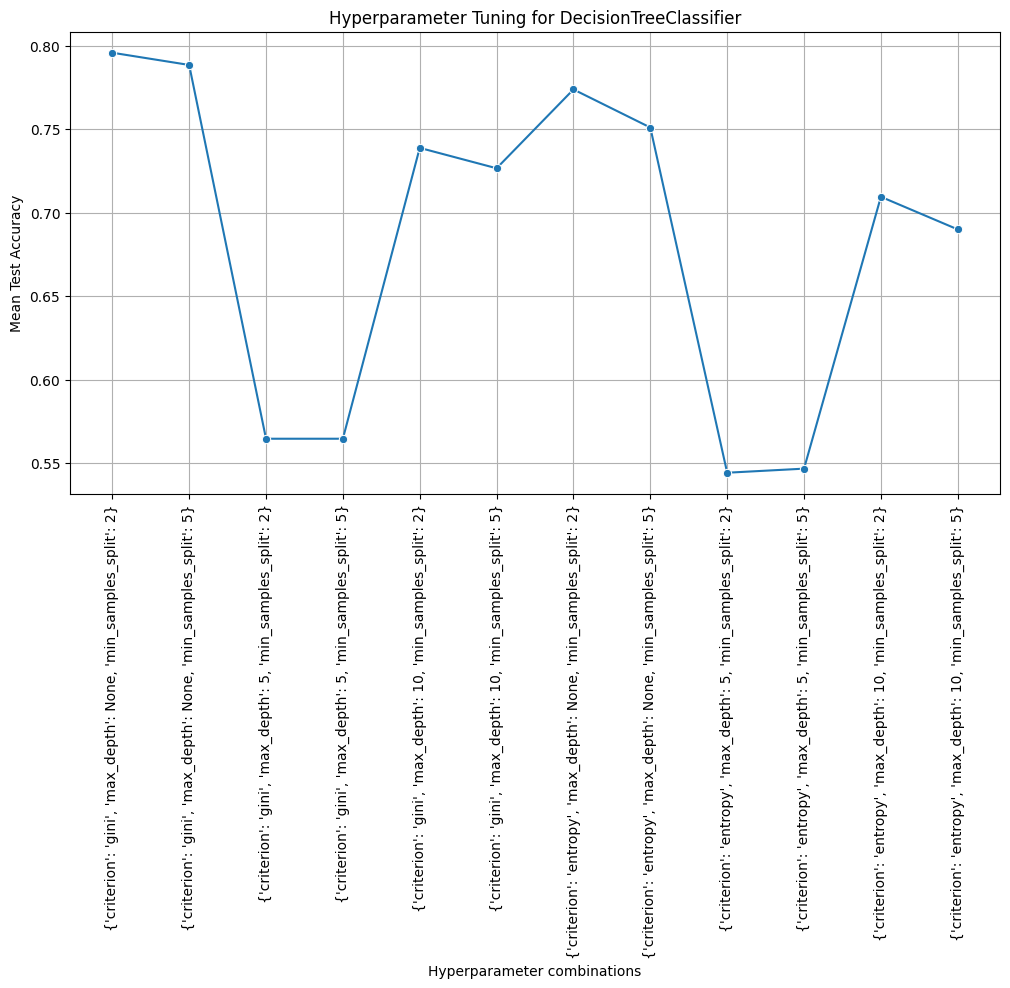 Hyperparameter Tuning for DecisionTreeClassifier
0.80
0.75
0.70
0.65
0.60
0.55
Mean Test Accuracy
{'criterion': 'gini', 'max_depth': None, 'min_samples_split': 2}
{'criterion': 'gini', 'max_depth': None, 'min_samples_split': 5}
{'criterion': 'gini', 'max_depth': 5, 'min_samples_split': 2}
{'criterion': 'gini', 'max_depth': 5, 'min_samples_split': 5}
{'criterion': 'gini', 'max_depth': 10, 'min_samples_split': 2}
{'criterion': 'gini', 'max_depth': 10, 'min_samples_split': 5}
{'criterion': 'entropy', 'max_depth': None, 'min_samples_split': 2}
{'criterion': 'entropy', 'max_depth': None, 'min_samples_split': 5}
{'criterion': 'entropy', 'max_depth': 5, 'min_samples_split': 2}
{'criterion': 'entropy', 'max_depth': 5, 'min_samples_split': 5}
{'criterion': 'entropy', 'max_depth': 10, 'min_samples_split': 2}
{'criterion': 'entropy', 'max_depth': 10, 'min_samples_split': 5}
Hyperparameter combinations